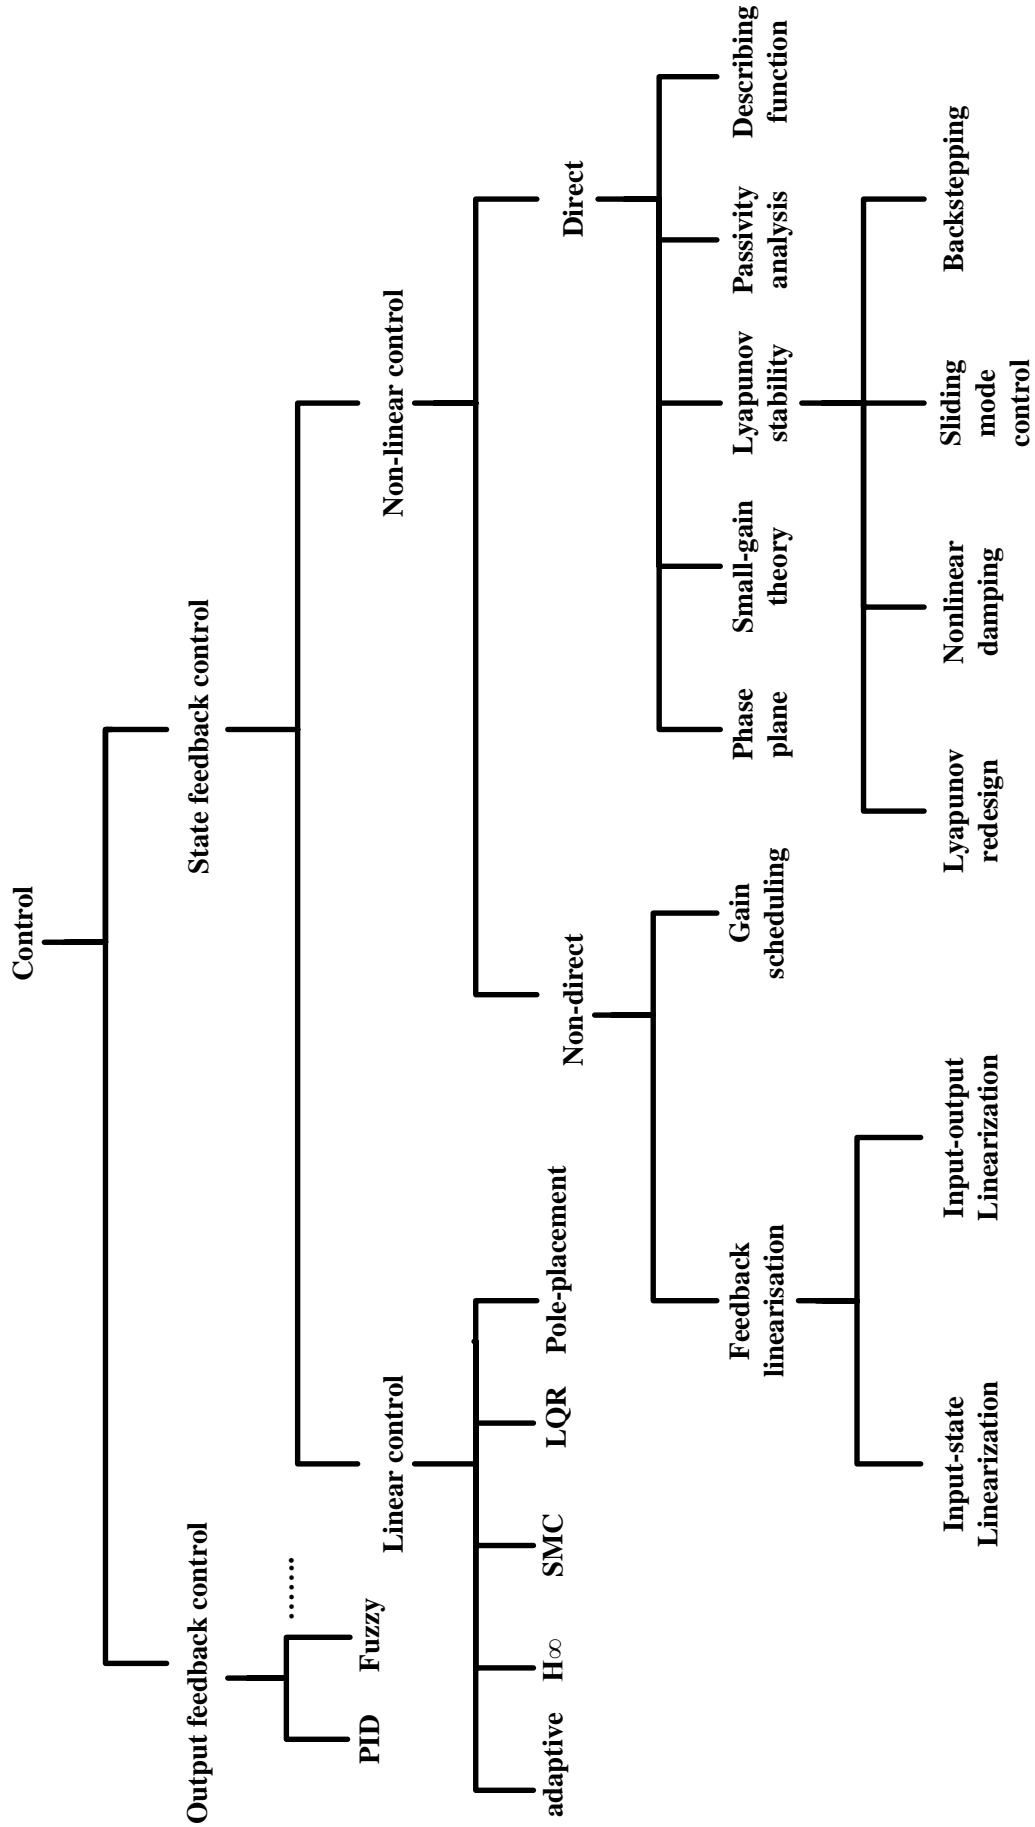 Control
Output feedback control
State feedback control
PID
Fuzzy
.......
Linear control
Non-linear control
adaptive
H∞
SMC
LQR
Pole-placement
Non-direct
Direct
Feedback
linearisation
Gain
scheduling
Phase
plane
Small-gain
theory
Lyapunov
stability
Passivity
analysis
Describing
function
Input-state
Linearization
Input-output
Linearization
Lyapunov
redesign
Nonlinear
damping
Sliding
mode
control
Backstepping